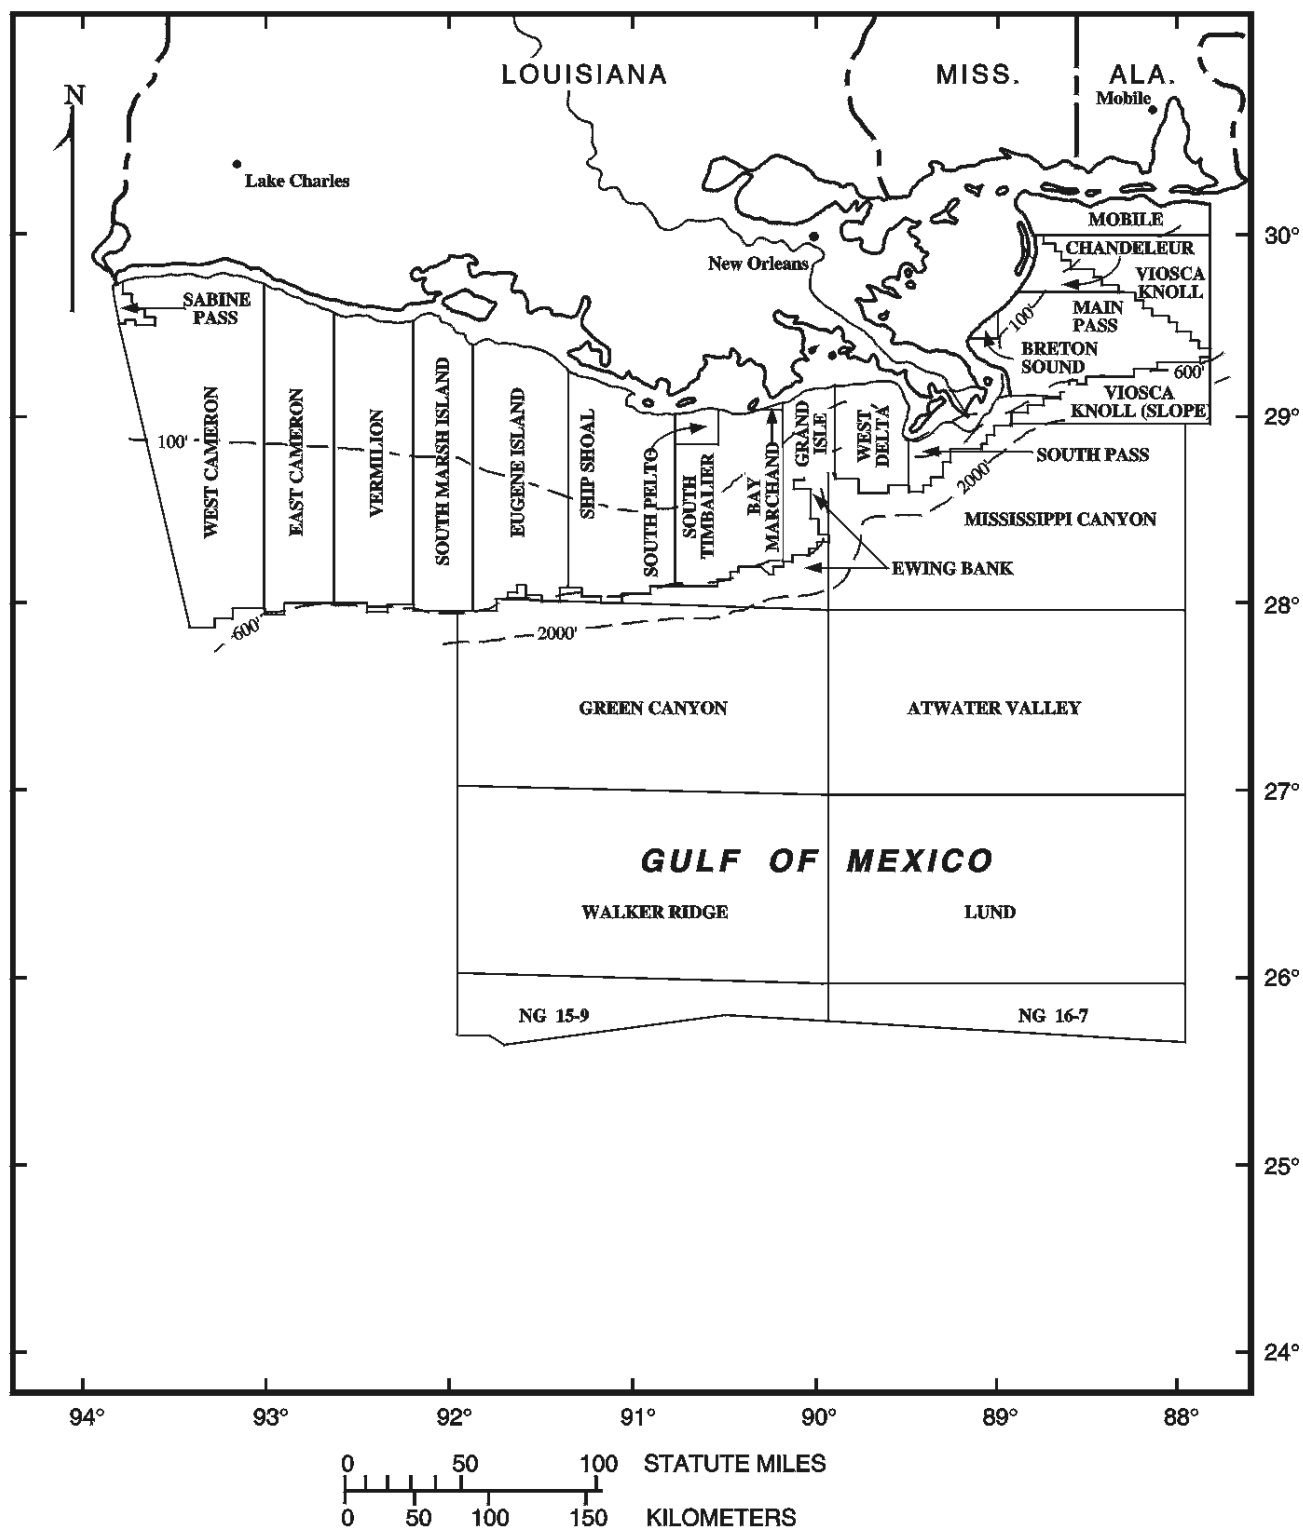 LOUISIANA
MISS.
ALA.
Mobile
N
Lake Charles
New Orleans
MOBILE
30°
CHANDELEUR
VIOSCA
KNOLL
SABINE
PASS
100'
MAIN
PASS
BRETON
SOUND
600'
VIOSCA
KNOLL (SLOPE)
29°
100'
WEST CAMERON
EAST CAMERON
VERMILION
SOUTH MARSH ISLAND
EUGENE ISLAND
SHIP SHOAL
SOUTH PELTO
SOUTH
TIMBALIER
BAY
MARCHAND
GRAND
ISLE
WEST
DELTA
SOUTH PASS
2000'
MISSISSIPPI CANYON
EWING BANK
28°
600'
2000'
GREEN CANYON
ATWATER VALLEY
27°
GULF OF MEXICO
WALKER RIDGE
LUND
26°
NG 15-9
NG 16-7
25°
24°
94°
93°
92°
91°
90°
89°
88°
0 50 100 STATUTE MILES
0 50 100 150 KILOMETERS